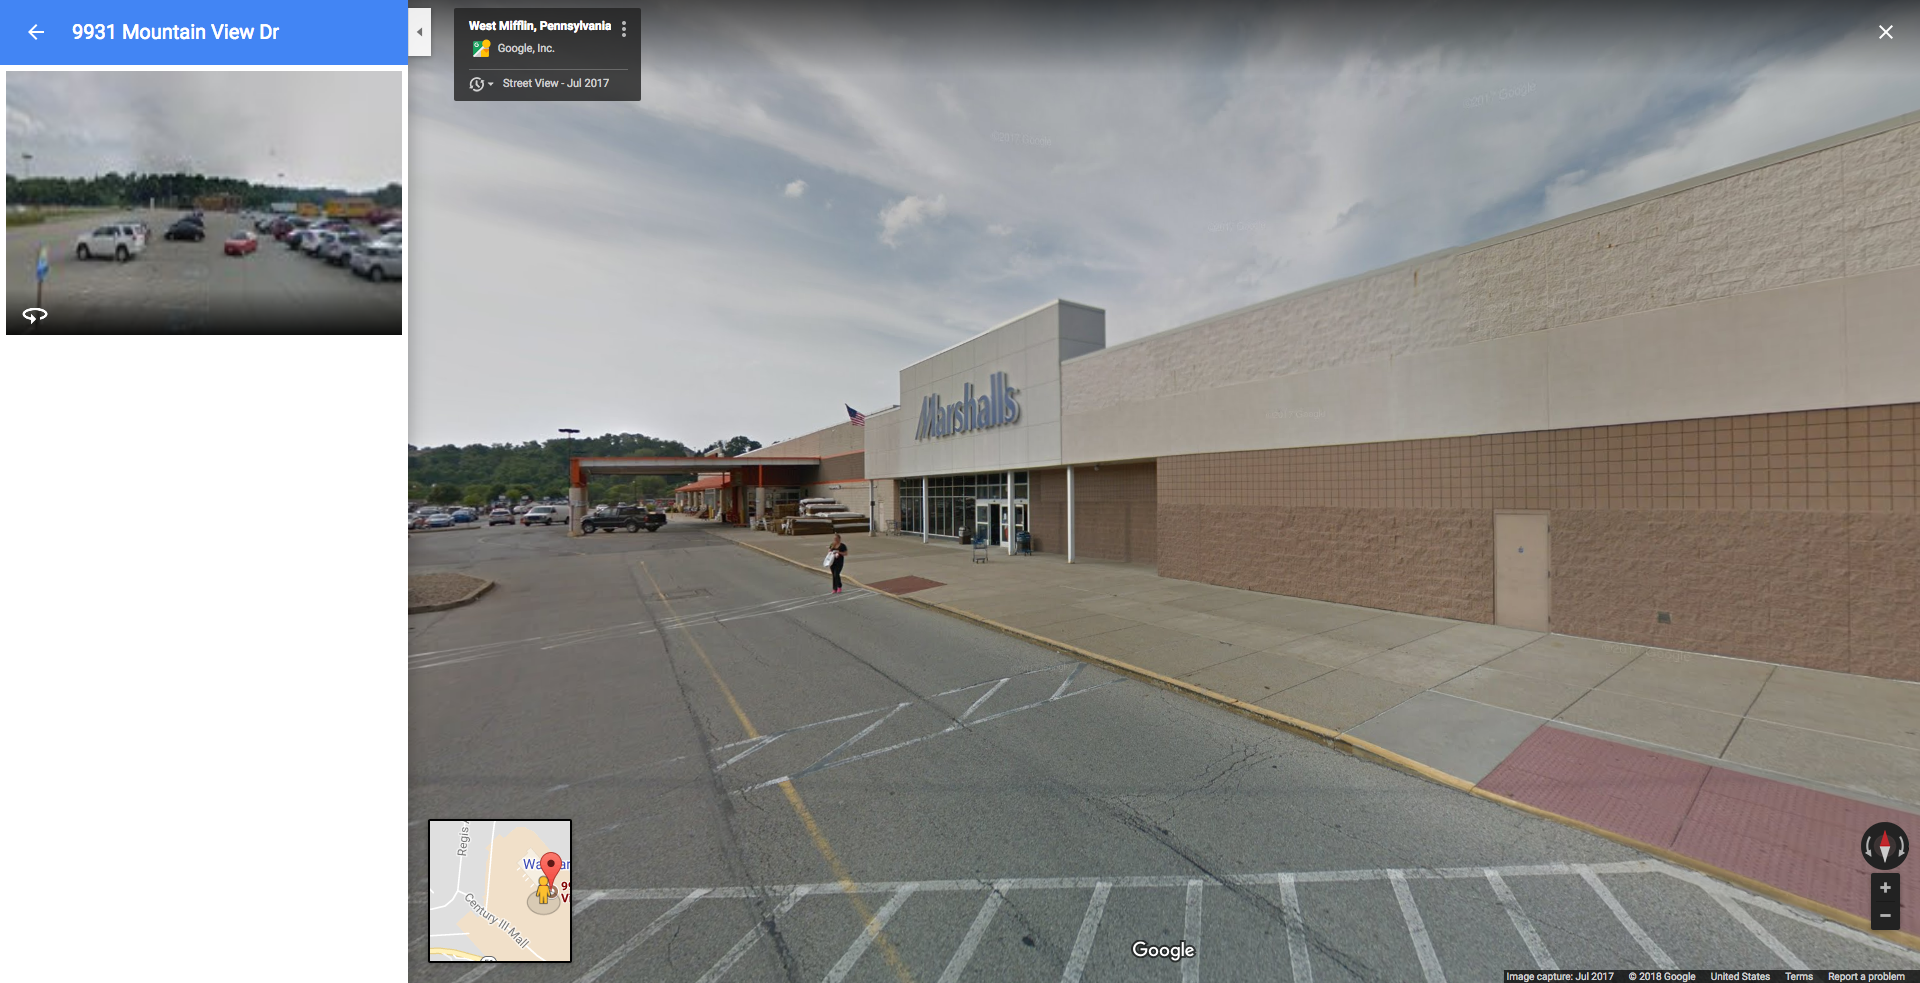 9931 Mountain View Dr
West Mifflin, Pennsylvania
Google, Inc.
Street View - Jul 2017
Marshalls
Regis
Century III Mall
Google
Image capture: Jul 2017 © 2018 Google United States Terms Report a problem